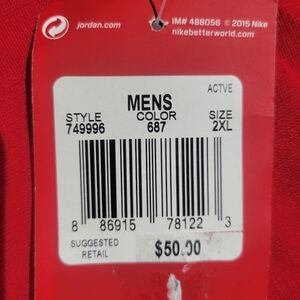 jordan.com
IM# 488056 © 2015 Nike
nikebetterworld.com
ACTVE
MENS
STYLE COLOR SIZE
749996 687 2XL
8 86915 78122 3
SUGGESTED
RETAIL $50.00